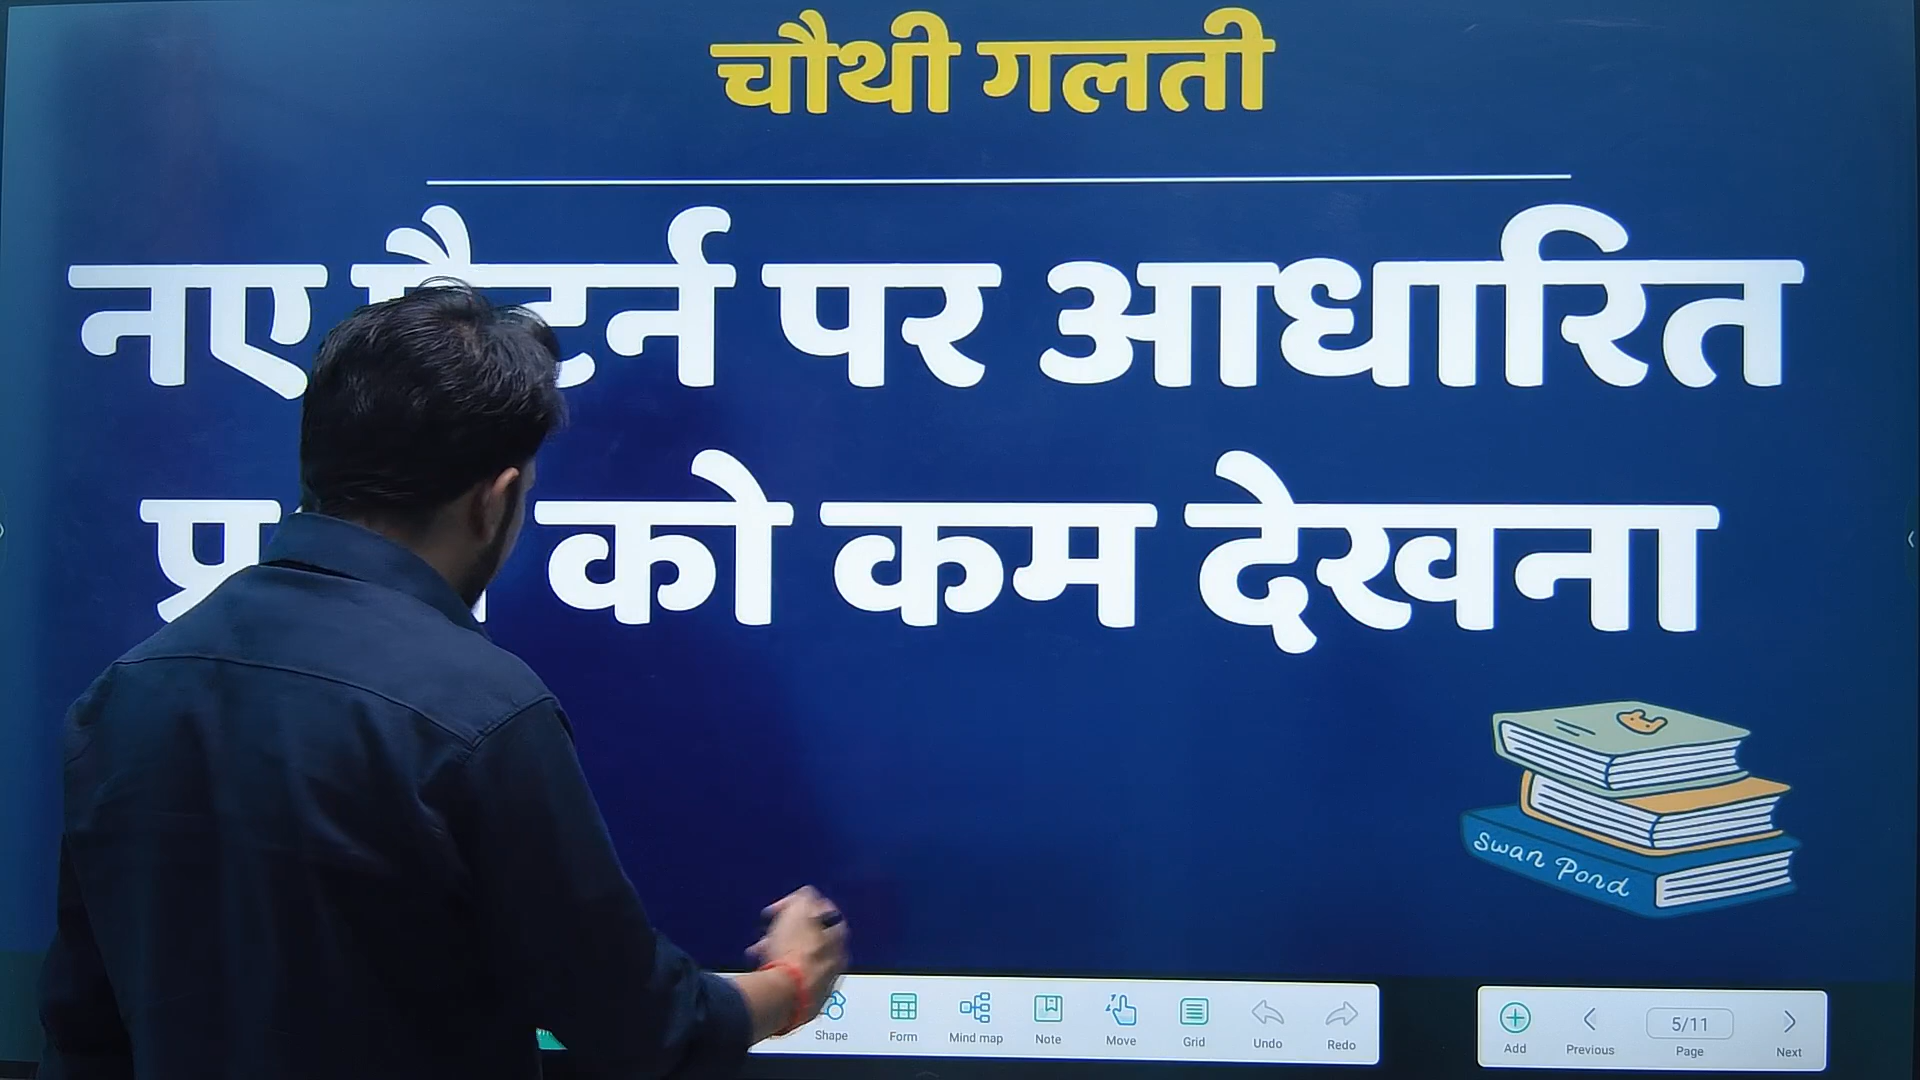 चौथी गलती
नए पैटर्न पर आधारित
को कम देखना
Swan Pond
Shape Form Mind map Note Move Grid Undo Redo
Add Previous 5/11 Page Next